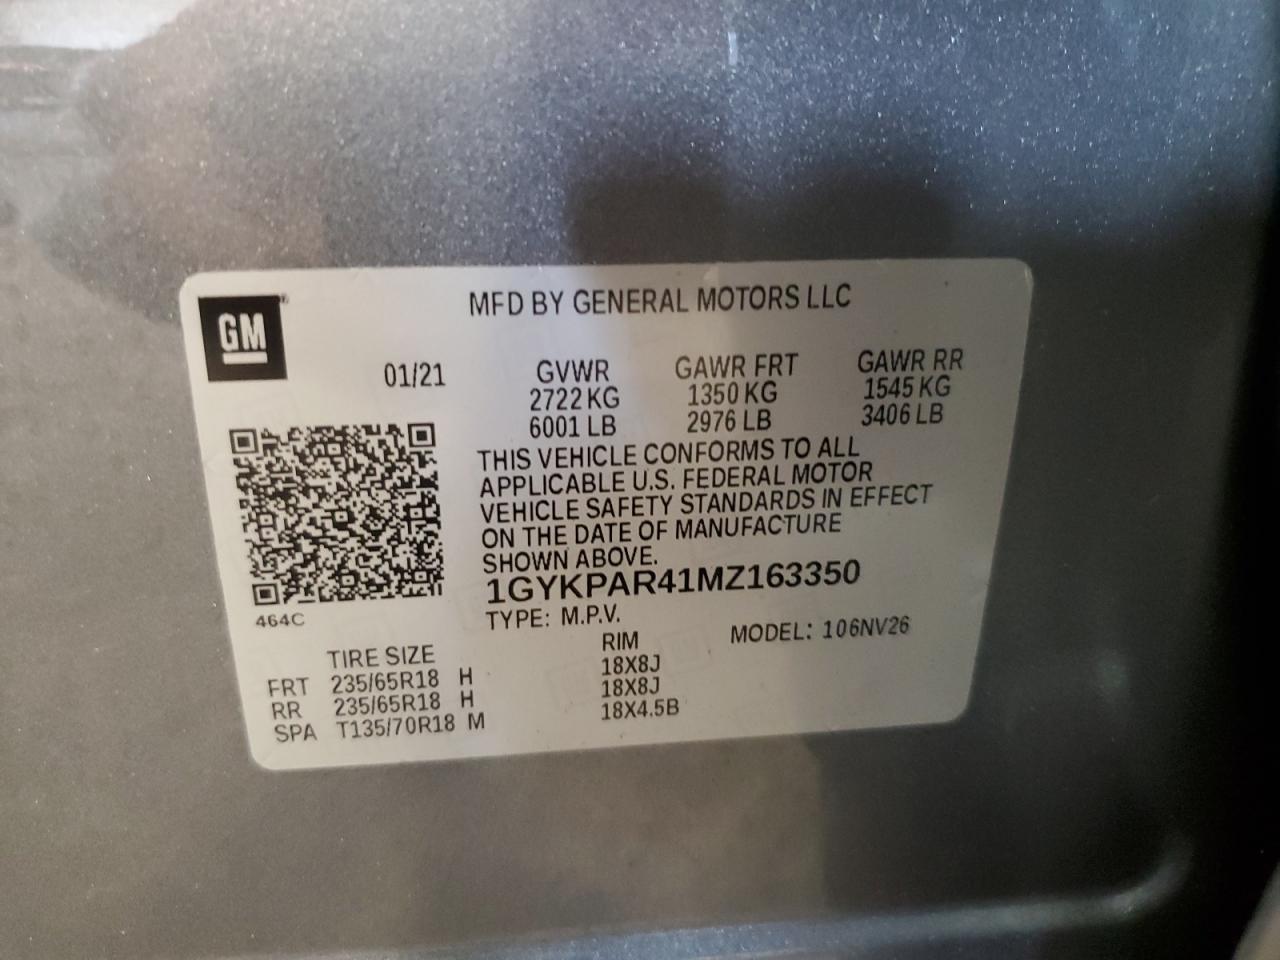 GM
MFD BY GENERAL MOTORS LLC
01/21 GVWR GAWR FRT GAWR RR
2722 KG 1350 KG 1545 KG
6001 LB 2976 LB 3406 LB
THIS VEHICLE CONFORMS TO ALL
APPLICABLE U.S. FEDERAL MOTOR
VEHICLE SAFETY STANDARDS IN EFFECT
ON THE DATE OF MANUFACTURE
SHOWN ABOVE.
1GYKPAR41MZ163350
464C
TYPE: M.P.V. MODEL: 106NV26
TIRE SIZE RIM
FRT 235/65R18 H 18X8J
RR 235/65R18 H 18X8J
SPA T135/70R18 M 18X4.5B